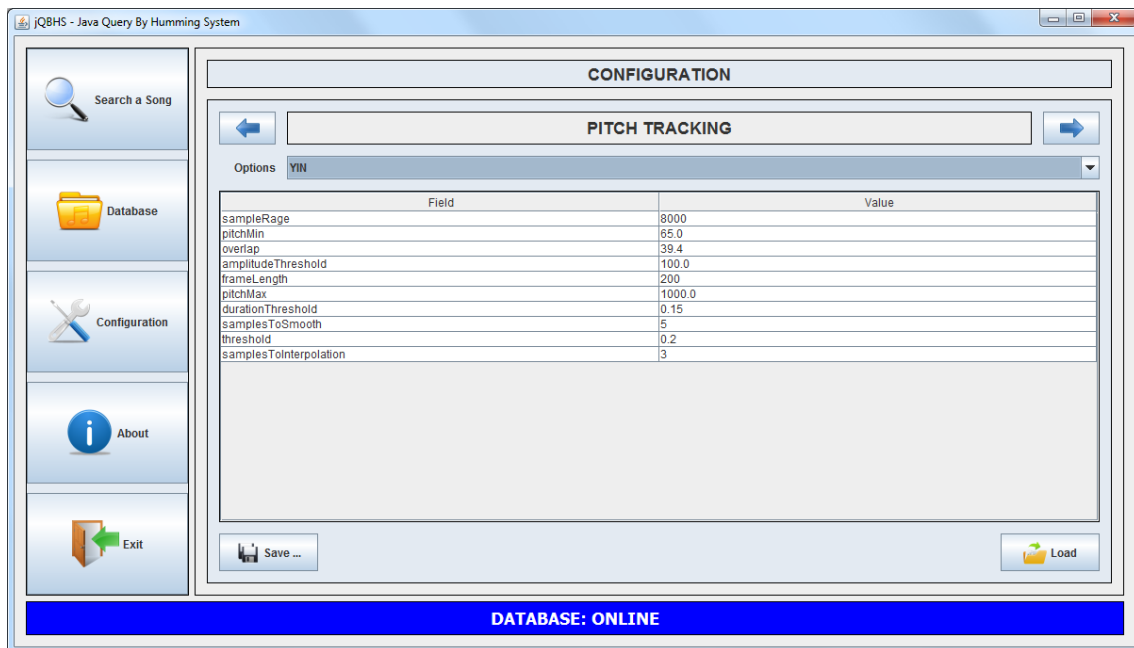 jQBHS - Java Query By Humming System
Search a Song
Database
Configuration
About
Exit
CONFIGURATION
PITCH TRACKING
Options YIN
Field Value
sampleRage 8000
pitchMin 65.0
overlap 39.4
amplitudeThreshold 100.0
frameLength 200
pitchMax 1000.0
durationThreshold 0.15
samplesToSmooth 5
threshold 0.2
samplesToInterpolation 3
Save ... Load
DATABASE: ONLINE